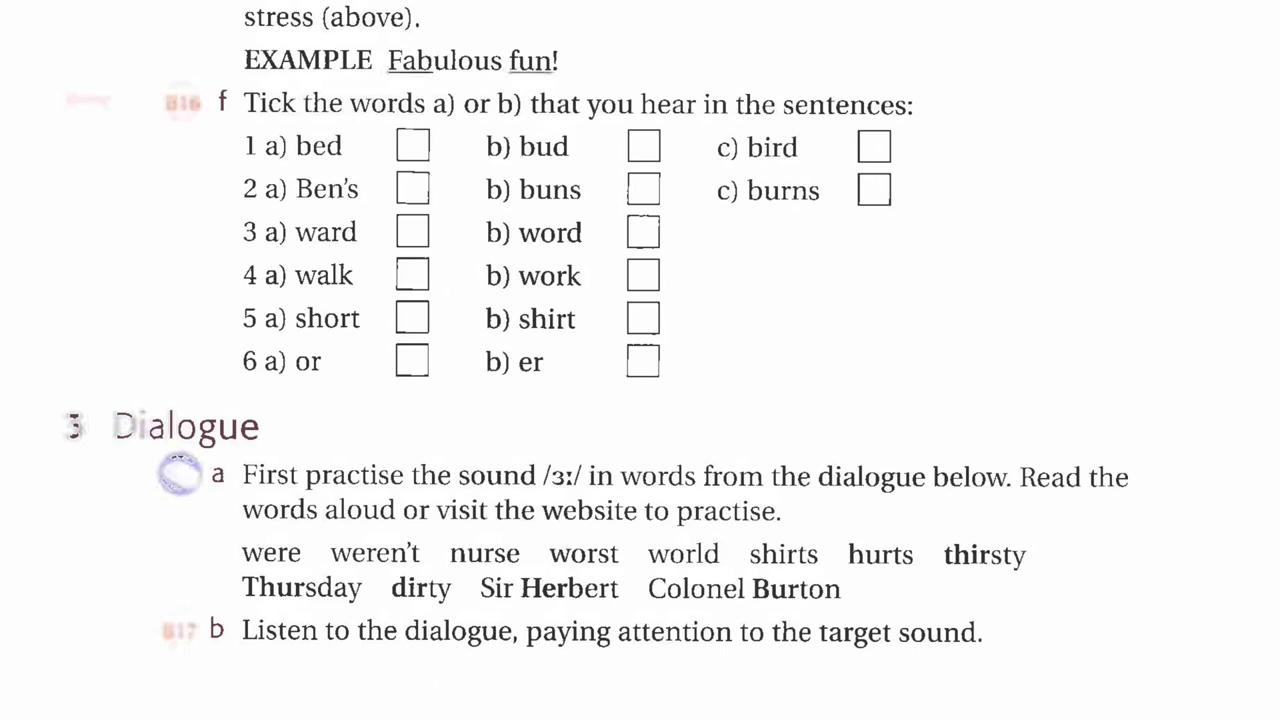 stress (above).
EXAMPLE Fabulous fun!
B16 f Tick the words a) or b) that you hear in the sentences:
1 a) bed b) bud c) bird
2 a) Ben's b) buns c) burns
3 a) ward b) word
4 a) walk b) work
5 a) short b) shirt
6 a) or b) er
3 Dialogue
a First practise the sound /ɜː/ in words from the dialogue below. Read the
words aloud or visit the website to practise.
were weren't nurse worst world shirts hurts thirsty
Thursday dirty Sir Herbert Colonel Burton
B17 b Listen to the dialogue, paying attention to the target sound.